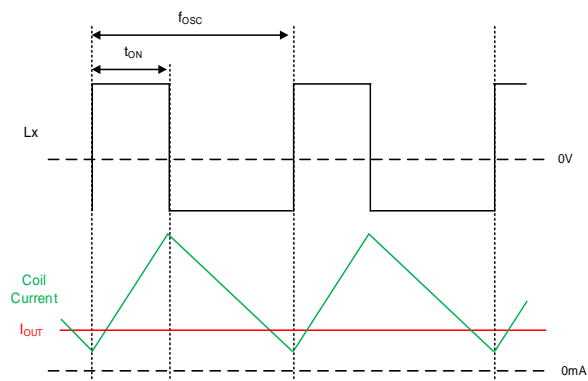 fOSC
tON
Lx
0V
Coil
Current
IOUT
0mA